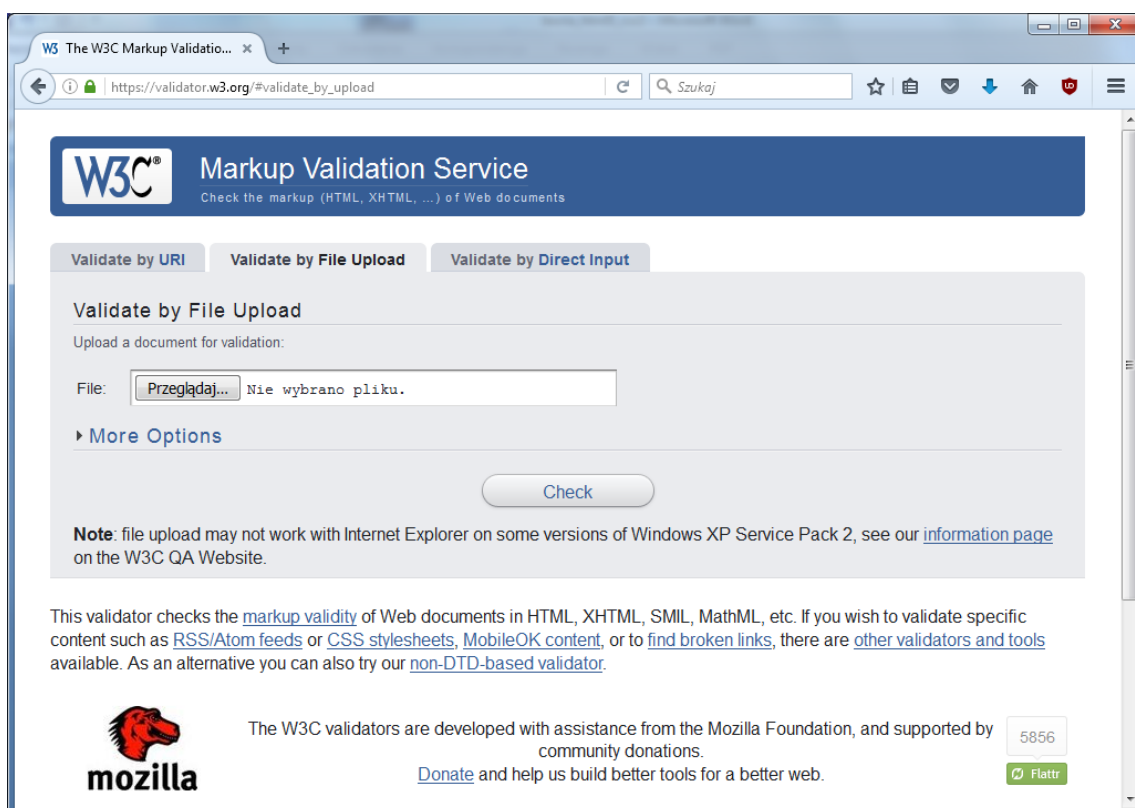 W3 The W3C Markup Validatio...
https://validator.w3.org/#validate_by_upload
Szukaj
W3C®
Markup Validation Service
Check the markup (HTML, XHTML, ...) of Web documents
Validate by URI
Validate by File Upload
Validate by Direct Input
Validate by File Upload
Upload a document for validation:
File:
Przeglądaj...
Nie wybrano pliku.
More Options
Check
Note: file upload may not work with Internet Explorer on some versions of Windows XP Service Pack 2, see our information page
on the W3C QA Website.
This validator checks the markup validity of Web documents in HTML, XHTML, SMIL, MathML, etc. If you wish to validate specific
content such as RSS/Atom feeds or CSS stylesheets, MobileOK content, or to find broken links, there are other validators and tools
available. As an alternative you can also try our non-DTD-based validator.
mozilla
The W3C validators are developed with assistance from the Mozilla Foundation, and supported by
community donations.
Donate and help us build better tools for a better web.
5856
Flattr